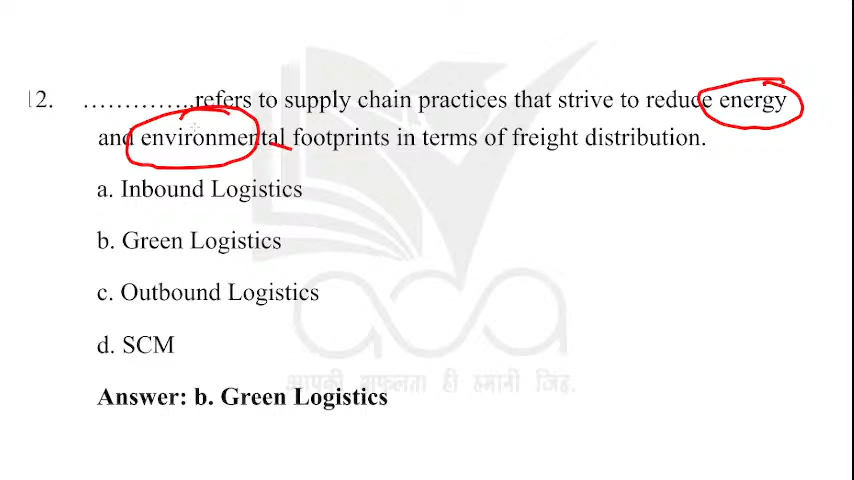 12. …………..refers to supply chain practices that strive to reduce energy
and environmental footprints in terms of freight distribution.
a. Inbound Logistics
b. Green Logistics
c. Outbound Logistics
d. SCM
आपकी सफलता ही हमारी जिद.
Answer: b. Green Logistics